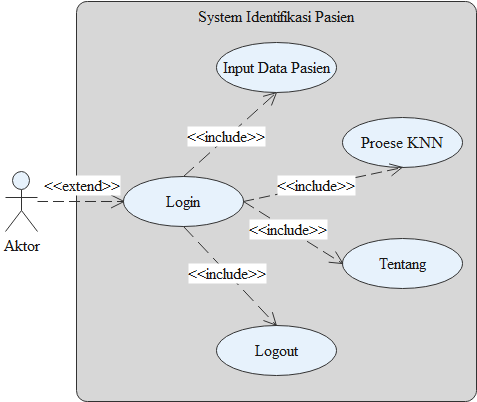 System Identifikasi Pasien
Input Data Pasien
<<include>>
Proese KNN
<<extend>>
<<include>>
Login
<<include>>
Aktor
Tentang
<<include>>
Logout